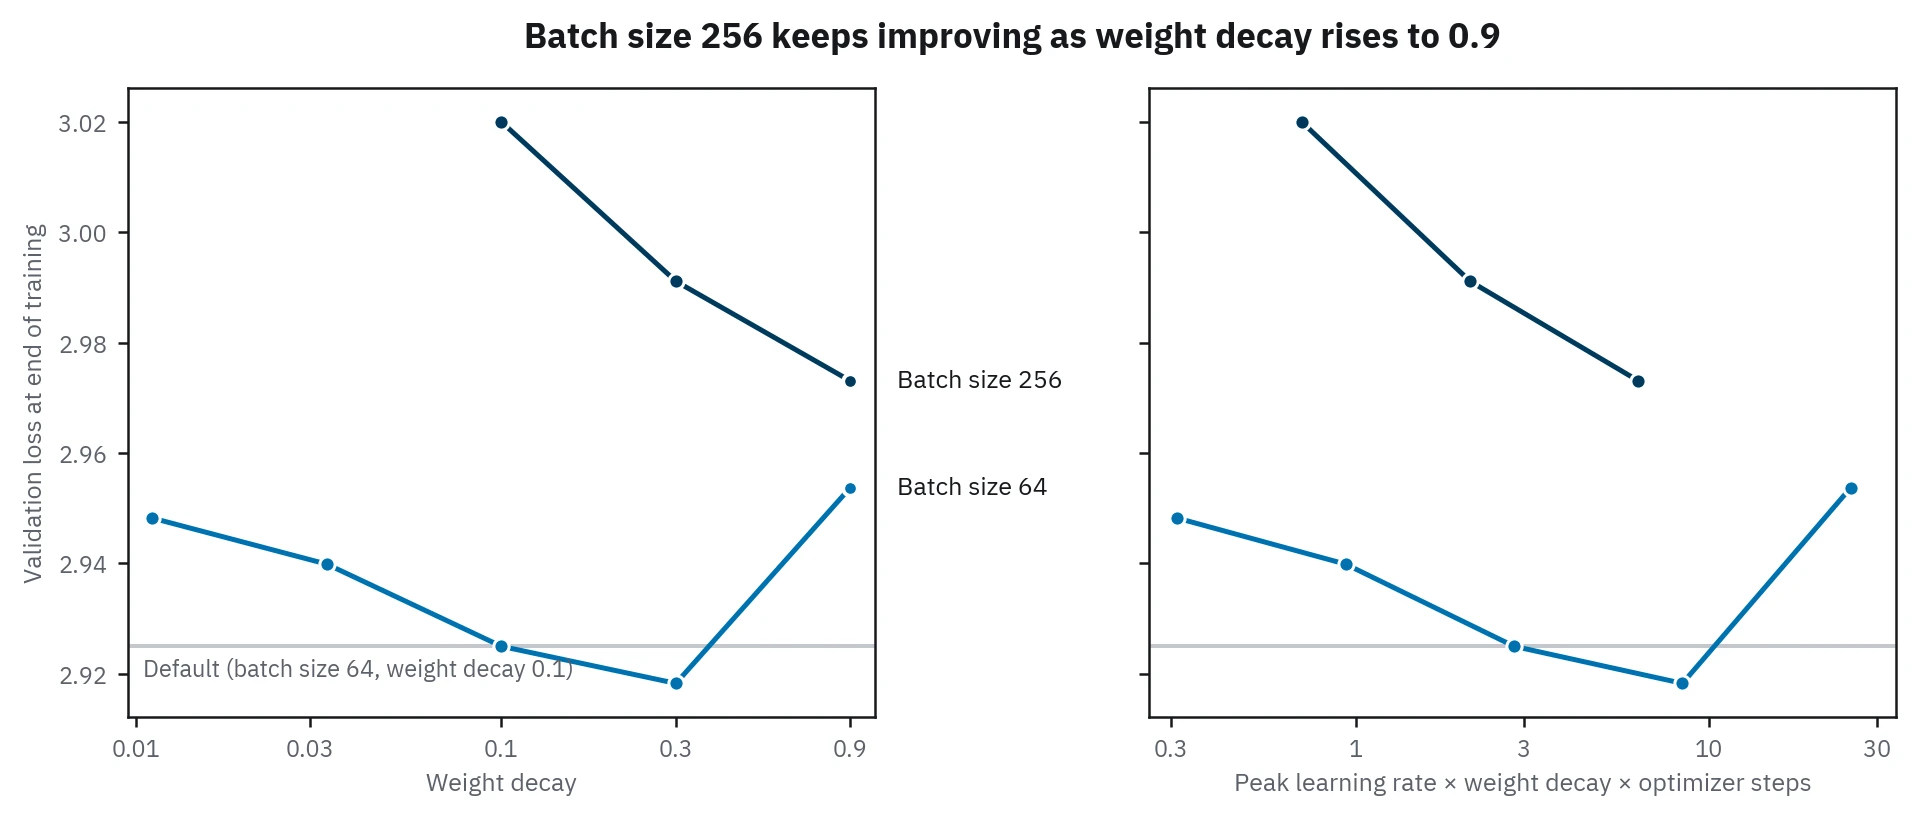 Batch size 256 keeps improving as weight decay rises to 0.9
Validation loss at end of training
3.02
3.00
2.98
2.96
2.94
2.92
Default (batch size 64, weight decay 0.1)
0.01
0.03
0.1
0.3
0.9
Weight decay
Batch size 256
Batch size 64
0.3
1
3
10
30
Peak learning rate × weight decay × optimizer steps